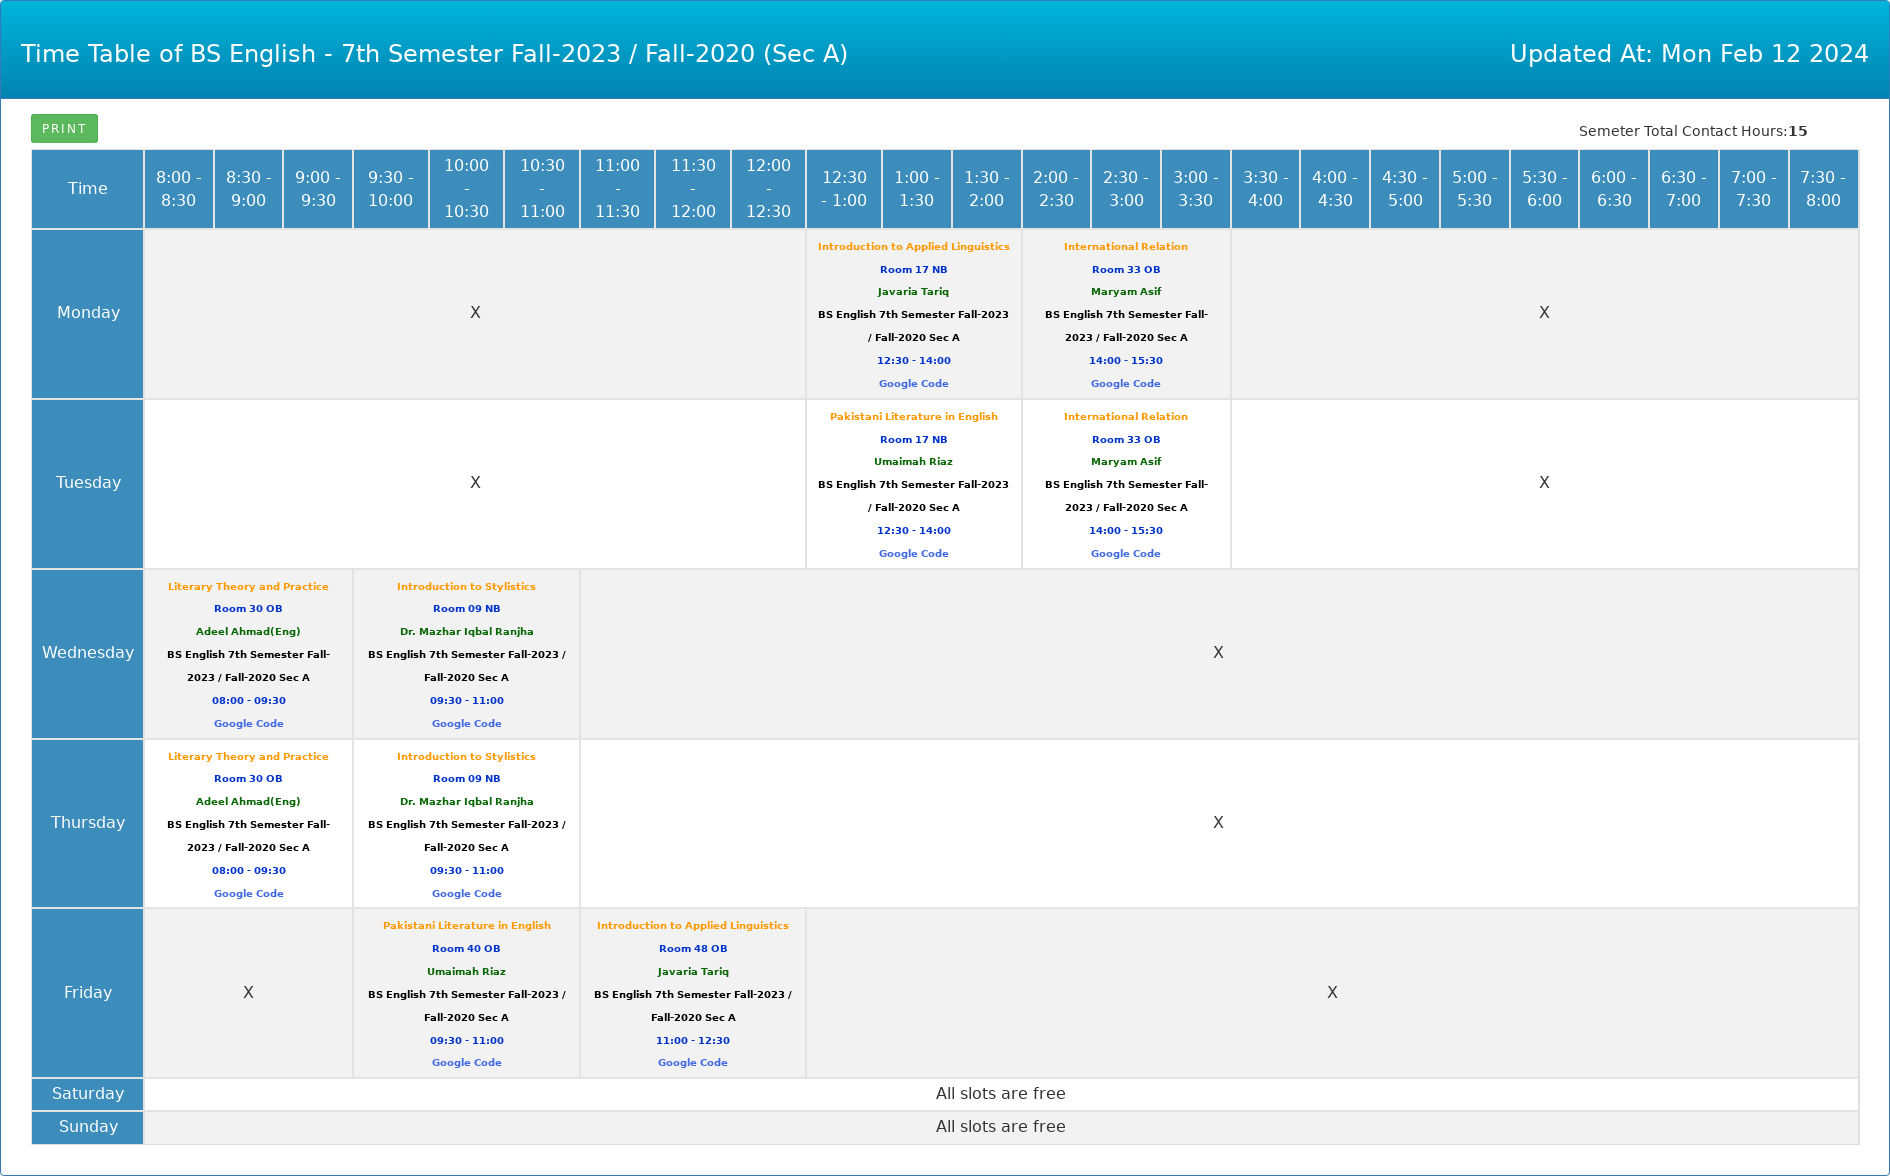 Time Table of BS English - 7th Semester Fall-2023 / Fall-2020 (Sec A)
Updated At: Mon Feb 12 2024
PRINT
Semeter Total Contact Hours:15
Time
8:00 -
8:30
8:30 -
9:00
9:00 -
9:30
9:30 -
10:00
10:00
-
10:30
10:30
-
11:00
11:00
-
11:30
11:30
-
12:00
12:00
-
12:30
12:30
- 1:00
1:00 -
1:30
1:30 -
2:00
2:00 -
2:30
2:30 -
3:00
3:00 -
3:30
3:30 -
4:00
4:00 -
4:30
4:30 -
5:00
5:00 -
5:30
5:30 -
6:00
6:00 -
6:30
6:30 -
7:00
7:00 -
7:30
7:30 -
8:00
Monday
X
Introduction to Applied Linguistics
Room 17 NB
Javaria Tariq
BS English 7th Semester Fall-2023
/ Fall-2020 Sec A
12:30 - 14:00
Google Code
International Relation
Room 33 OB
Maryam Asif
BS English 7th Semester Fall-
2023 / Fall-2020 Sec A
14:00 - 15:30
Google Code
X
Tuesday
X
Pakistani Literature in English
Room 17 NB
Umaimah Riaz
BS English 7th Semester Fall-2023
/ Fall-2020 Sec A
12:30 - 14:00
Google Code
International Relation
Room 33 OB
Maryam Asif
BS English 7th Semester Fall-
2023 / Fall-2020 Sec A
14:00 - 15:30
Google Code
X
Wednesday
Literary Theory and Practice
Room 30 OB
Adeel Ahmad(Eng)
BS English 7th Semester Fall-
2023 / Fall-2020 Sec A
08:00 - 09:30
Google Code
Introduction to Stylistics
Room 09 NB
Dr. Mazhar Iqbal Ranjha
BS English 7th Semester Fall-2023 /
Fall-2020 Sec A
09:30 - 11:00
Google Code
X
Thursday
Literary Theory and Practice
Room 30 OB
Adeel Ahmad(Eng)
BS English 7th Semester Fall-
2023 / Fall-2020 Sec A
08:00 - 09:30
Google Code
Introduction to Stylistics
Room 09 NB
Dr. Mazhar Iqbal Ranjha
BS English 7th Semester Fall-2023 /
Fall-2020 Sec A
09:30 - 11:00
Google Code
X
Friday
X
Pakistani Literature in English
Room 40 OB
Umaimah Riaz
BS English 7th Semester Fall-2023 /
Fall-2020 Sec A
09:30 - 11:00
Google Code
Introduction to Applied Linguistics
Room 48 OB
Javaria Tariq
BS English 7th Semester Fall-2023 /
Fall-2020 Sec A
11:00 - 12:30
Google Code
X
Saturday
All slots are free
Sunday
All slots are free